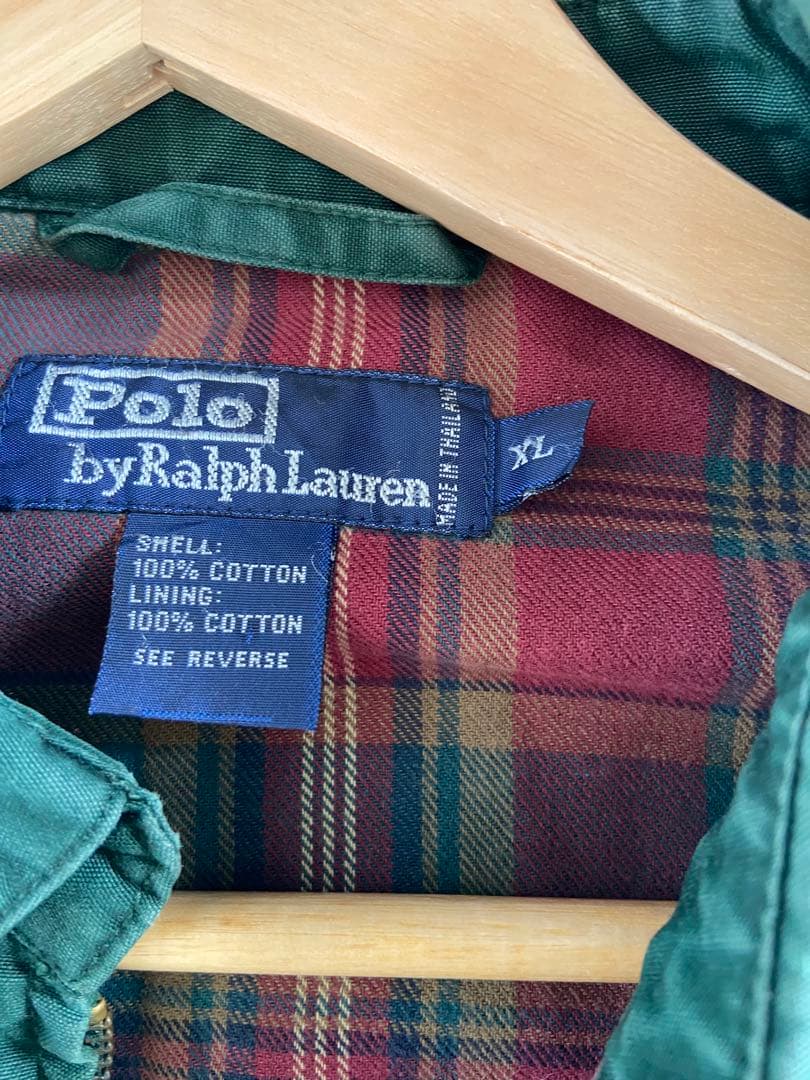 Polo
by Ralph Lauren
MADE IN THAILAND
XL
SHELL:
100% COTTON
LINING:
100% COTTON
SEE REVERSE